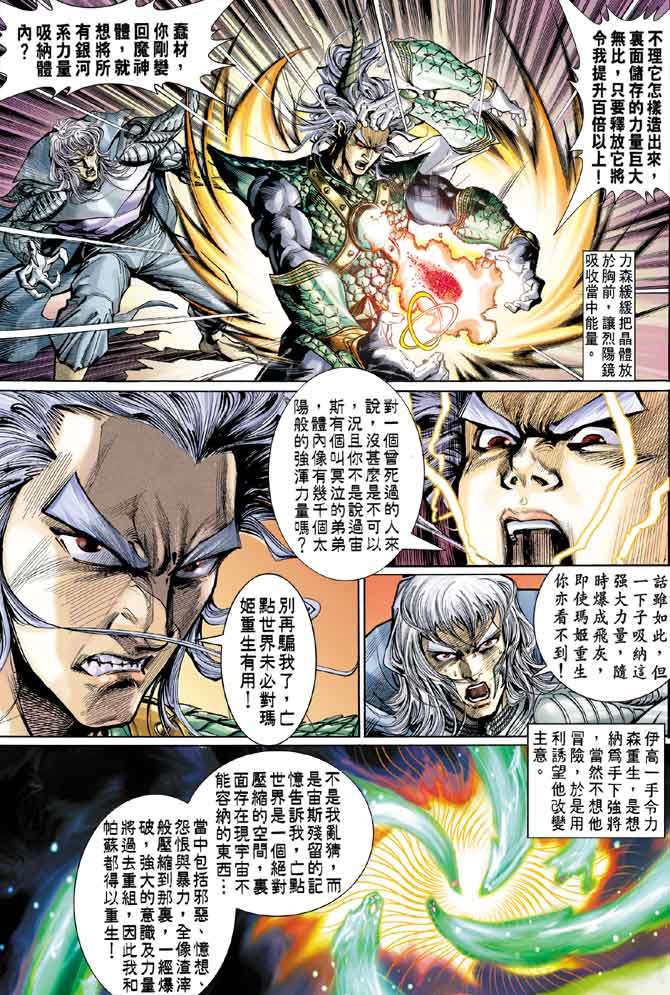 不理它怎樣造出來，
裏面儲存的力量巨大
無比，只要釋放它將
令我提升百倍以上！
蠢材，
你剛變
回魔神
體，就
想將所
有銀河
系力量
吸納體
內？
力森緩緩把晶體放
於胸前，讓烈陽鏡
吸收當中能量。
對一個曾死過的人來
說，沒甚麼是不可以
，況且你不是說過宙
斯有個叫冥泣的弟弟
，體內像有幾千個太
陽般的強渾力量嗎？
話雖如此，但
一下子吸納這
强大力量，隨
時爆成飛灰，
即使瑪姬重生
你亦看不到！
別再騙我了，亡
點世界未必對瑪
姬重生有用！
伊高一手令力
森重生，是想
納爲手下強將
，當然不想他
冒險，於是用
利誘望他改變
主意。
不是我亂猜，而
是宙斯殘留的記
憶告訴我，亡點
世界是一個絕對
壓縮的空間，裏
面存在現宇宙不
能容納的東西…
當中包括邪惡、憶想、
怨恨與暴力，全像渣滓
般壓縮到那裏，一經爆
破，強大的意識及力量
將過去重組，因此我和
帕蘇都得以重生！